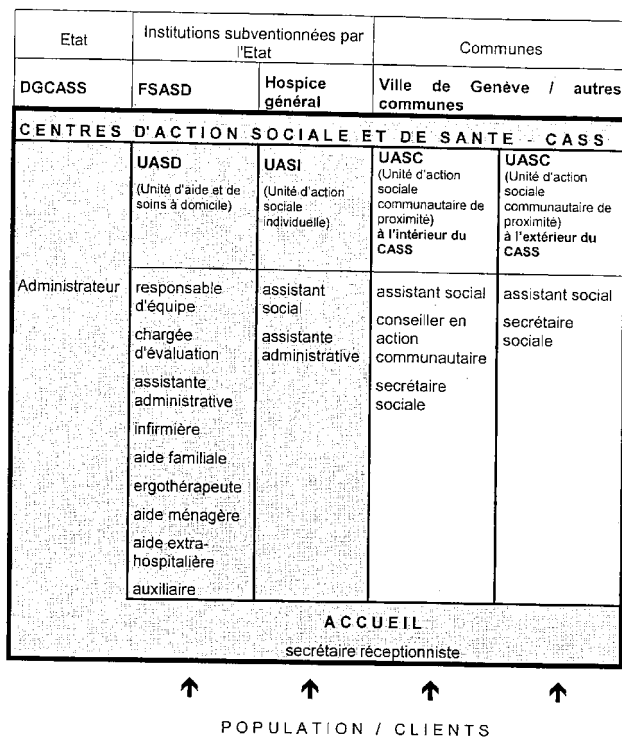 Etat
Institutions subventionnées par
l'Etat
Communes
DGCASS
FSASD
Hospice
général
Ville de Genève / autres
communes
CENTRES D'ACTION SOCIALE ET DE SANTE - CASS
UASD
(Unité d'aide et de
soins à domicile)
UASI
(Unité d'action
sociale
individuelle)
UASC
(Unité d'action
sociale
communautaire de
proximité)
à l'intérieur du
CASS
UASC
(Unité d'action
sociale
communautaire de
proximité)
à l'extérieur du
CASS
Administrateur
responsable
d'équipe
chargée
d'évaluation
assistante
administrative
infirmière
aide familiale
ergothérapeute
aide ménagère
aide extra-
hospitalière
auxiliaire
assistant
social
assistante
administrative
assistant social
conseiller en
action
communautaire
secrétaire
sociale
assistant social
secrétaire
sociale
ACCUEIL
secrétaire réceptionniste
POPULATION / CLIENTS